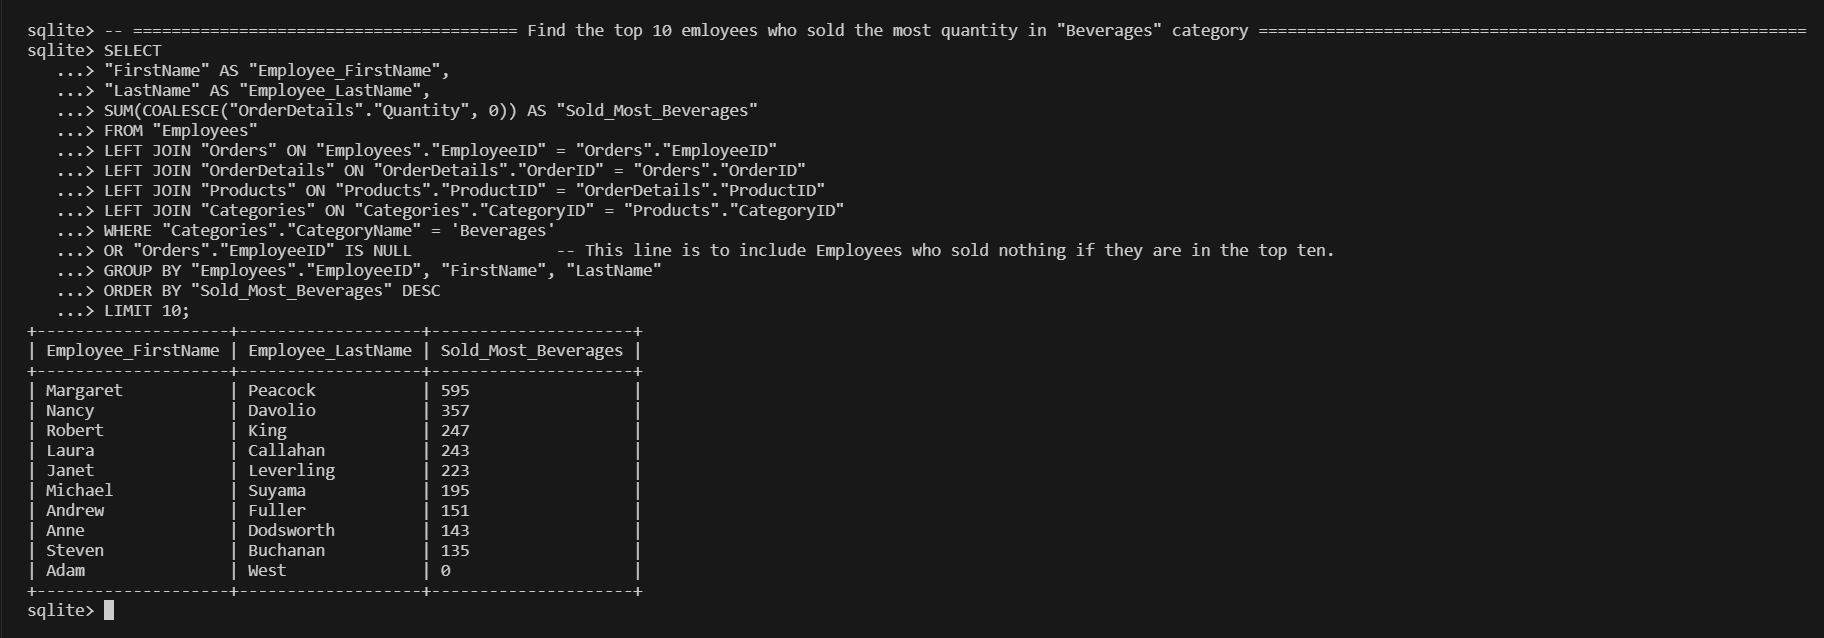 sqlite> -- ======================================== Find the top 10 emloyees who sold the most quantity in "Beverages" category =========================================================
sqlite> SELECT
   ...> "FirstName" AS "Employee_FirstName",
   ...> "LastName" AS "Employee_LastName",
   ...> SUM(COALESCE("OrderDetails"."Quantity", 0)) AS "Sold_Most_Beverages"
   ...> FROM "Employees"
   ...> LEFT JOIN "Orders" ON "Employees"."EmployeeID" = "Orders"."EmployeeID"
   ...> LEFT JOIN "OrderDetails" ON "OrderDetails"."OrderID" = "Orders"."OrderID"
   ...> LEFT JOIN "Products" ON "Products"."ProductID" = "OrderDetails"."ProductID"
   ...> LEFT JOIN "Categories" ON "Categories"."CategoryID" = "Products"."CategoryID"
   ...> WHERE "Categories"."CategoryName" = 'Beverages'
   ...> OR "Orders"."EmployeeID" IS NULL               -- This line is to include Employees who sold nothing if they are in the top ten.
   ...> GROUP BY "Employees"."EmployeeID", "FirstName", "LastName"
   ...> ORDER BY "Sold_Most_Beverages" DESC
   ...> LIMIT 10;
+--------------------+-------------------+---------------------+
| Employee_FirstName | Employee_LastName | Sold_Most_Beverages |
+--------------------+-------------------+---------------------+
| Margaret           | Peacock           | 595                 |
| Nancy              | Davolio           | 357                 |
| Robert             | King              | 247                 |
| Laura              | Callahan          | 243                 |
| Janet              | Leverling         | 223                 |
| Michael            | Suyama            | 195                 |
| Andrew             | Fuller            | 151                 |
| Anne               | Dodsworth         | 143                 |
| Steven             | Buchanan          | 135                 |
| Adam               | West              | 0                   |
+--------------------+-------------------+---------------------+
sqlite>